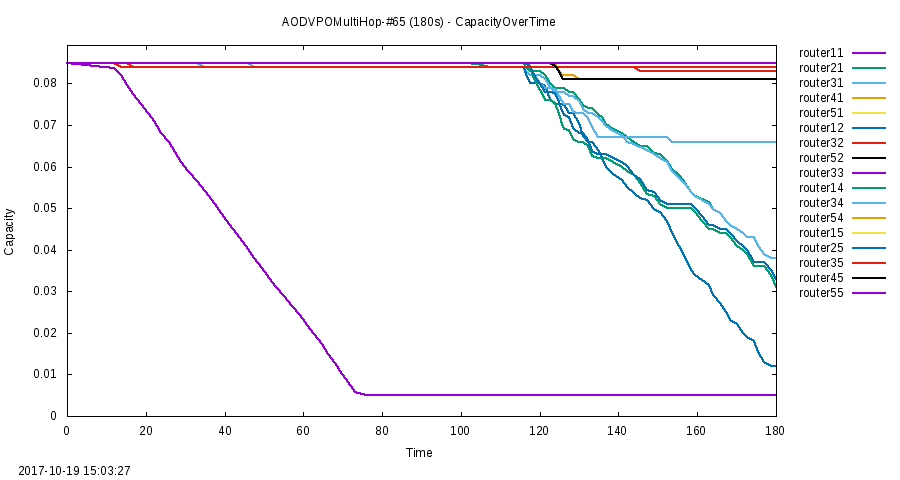 AODVPOMultiHop-#65 (180s) - CapacityOverTime
router11
router21
router31
router41
router51
router12
router32
router52
router33
router14
router34
router54
router15
router25
router35
router45
router55
Capacity
0.08
0.07
0.06
0.05
0.04
0.03
0.02
0.01
0
0 20 40 60 80 100 120 140 160 180
Time
2017-10-19 15:03:27